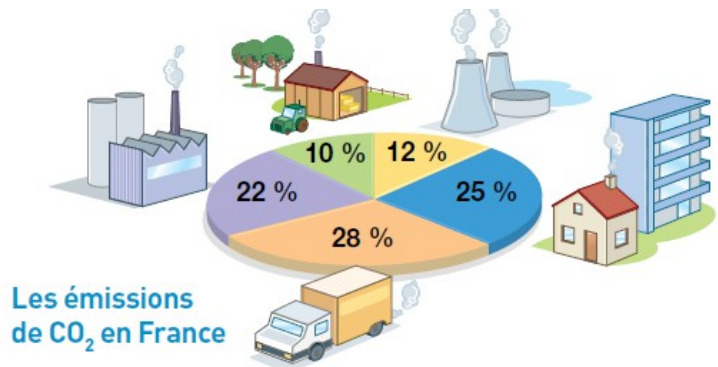 10 % 12 %
22 % 25 %
28 %
Les émissions
de CO₂ en France